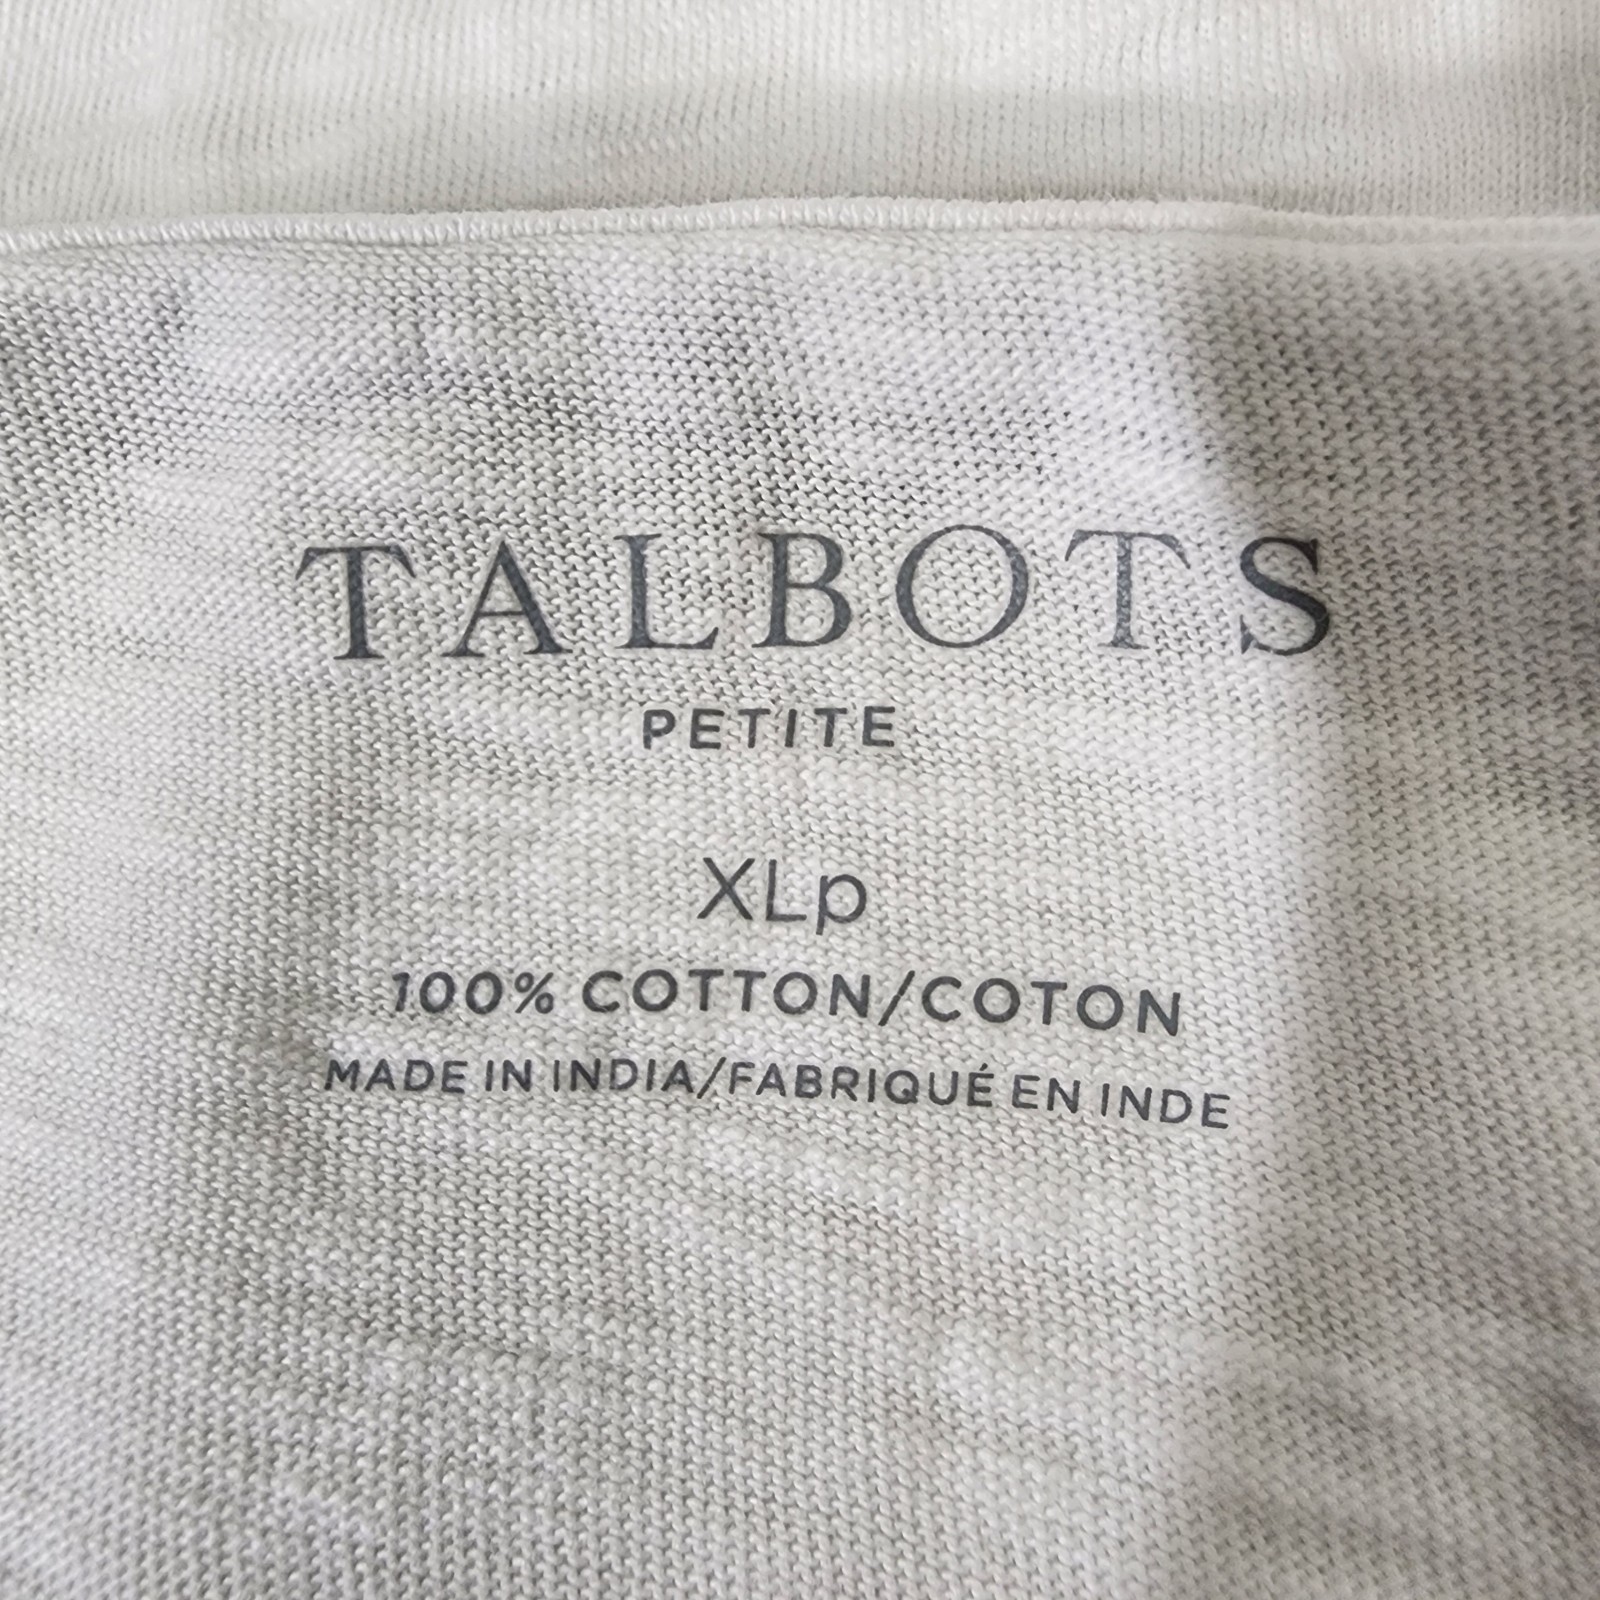 TALBOTS
PETITE
XLp
100% COTTON/COTON
MADE IN INDIA/FABRIQUÉ EN INDE